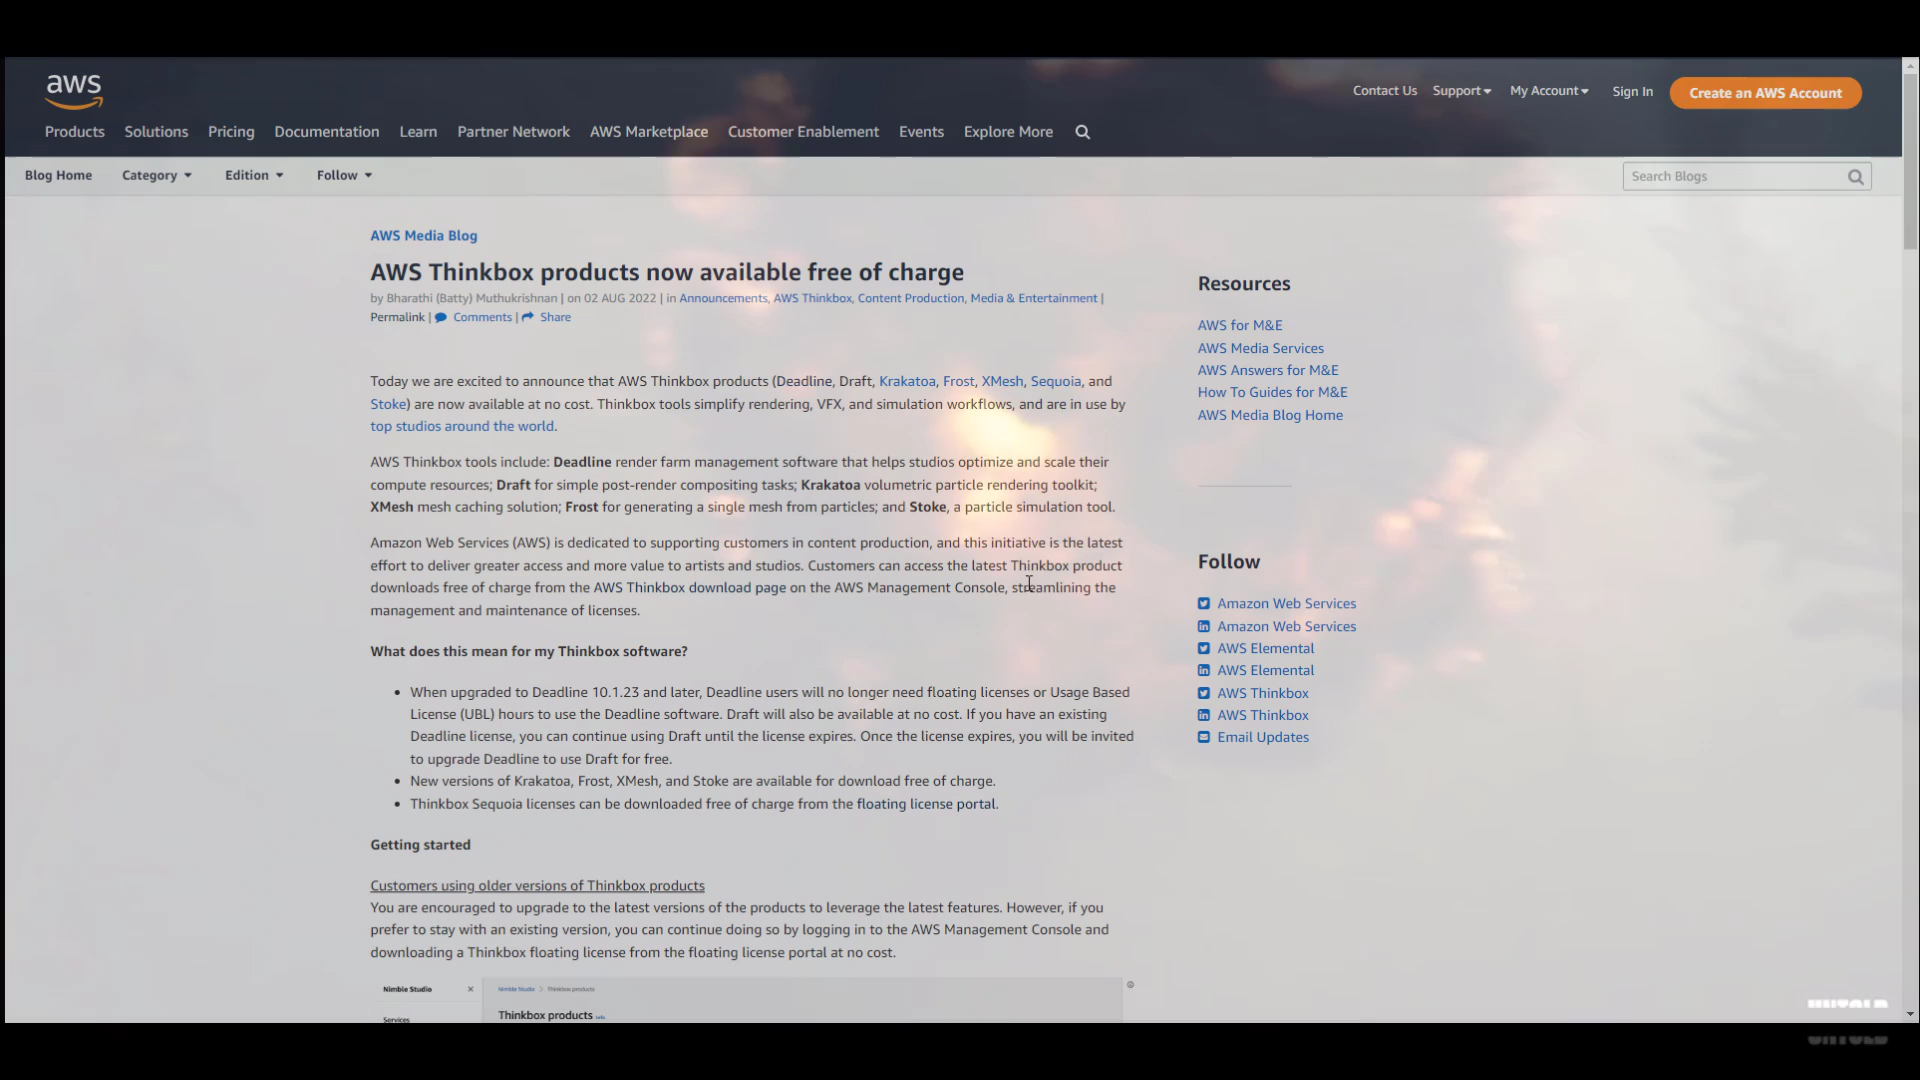 aws
Contact Us Support My Account Sign In Create an AWS Account
Products Solutions Pricing Documentation Learn Partner Network AWS Marketplace Customer Enablement Events Explore More
Blog Home Category Edition Follow Search Blogs
AWS Media Blog
AWS Thinkbox products now available free of charge
by Bharathi (Batty) Muthukrishnan | on 02 AUG 2022 | in Announcements, AWS Thinkbox, Content Production, Media & Entertainment |
Permalink | Comments | Share
Today we are excited to announce that AWS Thinkbox products (Deadline, Draft, Krakatoa, Frost, XMesh, Sequoia, and
Stoke) are now available at no cost. Thinkbox tools simplify rendering, VFX, and simulation workflows, and are in use by
top studios around the world.
AWS Thinkbox tools include: Deadline render farm management software that helps studios optimize and scale their
compute resources; Draft for simple post-render compositing tasks; Krakatoa volumetric particle rendering toolkit;
XMesh mesh caching solution; Frost for generating a single mesh from particles; and Stoke, a particle simulation tool.
Amazon Web Services (AWS) is dedicated to supporting customers in content production, and this initiative is the latest
effort to deliver greater access and more value to artists and studios. Customers can access the latest Thinkbox product
downloads free of charge from the AWS Thinkbox download page on the AWS Management Console, streamlining the
management and maintenance of licenses.
What does this mean for my Thinkbox software?
When upgraded to Deadline 10.1.23 and later, Deadline users will no longer need floating licenses or Usage Based
License (UBL) hours to use the Deadline software. Draft will also be available at no cost. If you have an existing
Deadline license, you can continue using Draft until the license expires. Once the license expires, you will be invited
to upgrade Deadline to use Draft for free.
New versions of Krakatoa, Frost, XMesh, and Stoke are available for download free of charge.
Thinkbox Sequoia licenses can be downloaded free of charge from the floating license portal.
Getting started
Customers using older versions of Thinkbox products
You are encouraged to upgrade to the latest versions of the products to leverage the latest features. However, if you
prefer to stay with an existing version, you can continue doing so by logging in to the AWS Management Console and
downloading a Thinkbox floating license from the floating license portal at no cost.
Nimble Studio
Nimble Studio > Thinkbox products
Services
Thinkbox products
Resources
AWS for M&E
AWS Media Services
AWS Answers for M&E
How To Guides for M&E
AWS Media Blog Home
Follow
Amazon Web Services
Amazon Web Services
AWS Elemental
AWS Elemental
AWS Thinkbox
AWS Thinkbox
Email Updates